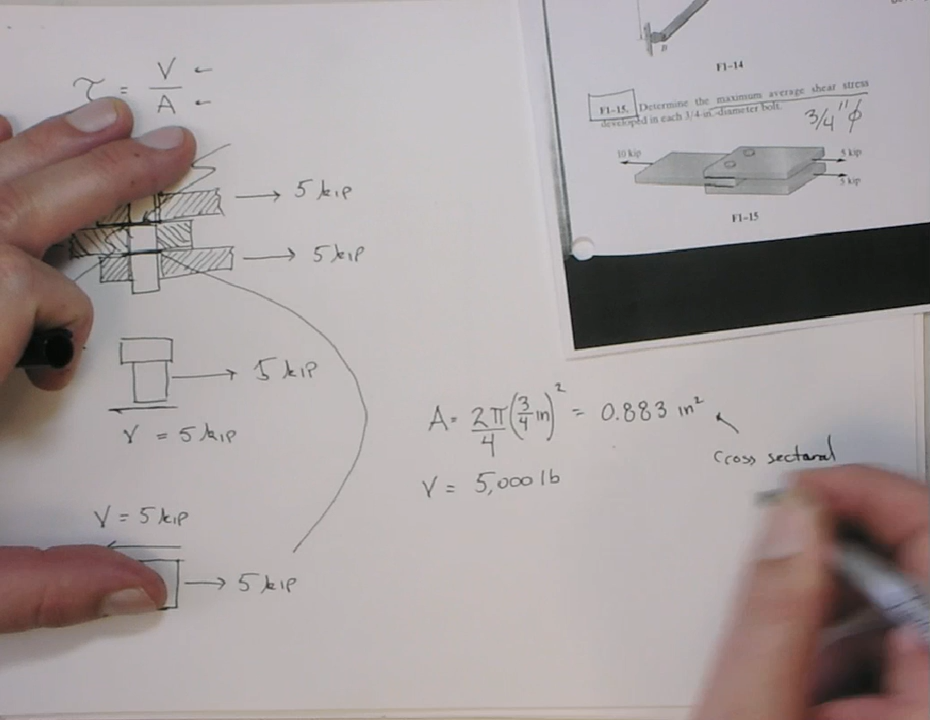 τ = V/A
5 kip
5 kip
5 kip
V = 5 kip
V = 5 kip
5 kip
A = 2π/4 (3/4 in)² = 0.883 in²
Cross sectional
V = 5,000 lb
B
F1–14
F1–15. Determine the maximum average shear stress
developed in each 3/4-in.-diameter bolt.
3/4" ϕ
10 kip
5 kip
5 kip
F1–15